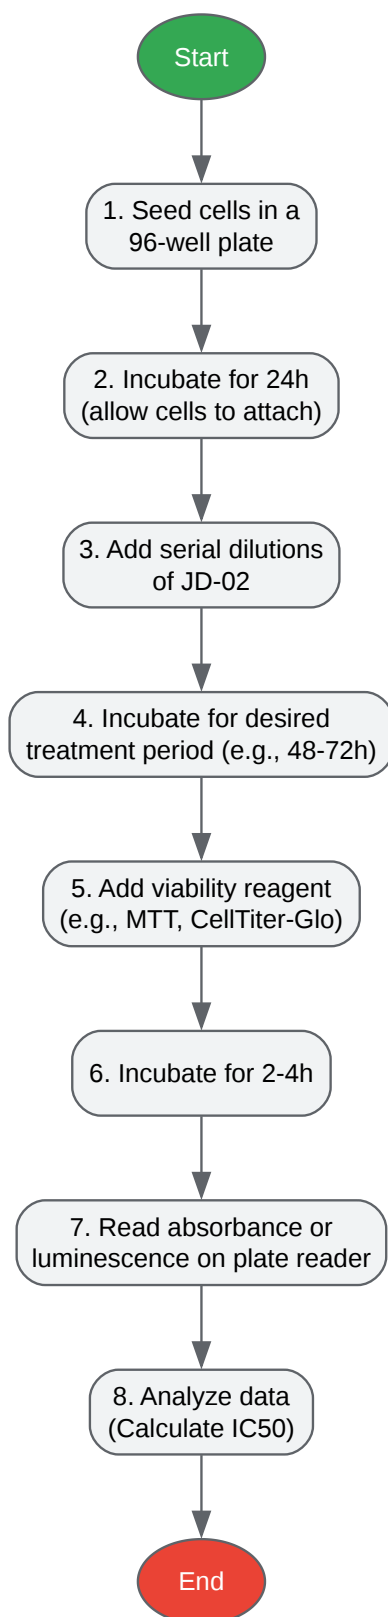 Start
1. Seed cells in a
96-well plate
2. Incubate for 24h
(allow cells to attach)
3. Add serial dilutions
of JD-02
4. Incubate for desired
treatment period (e.g., 48-72h)
5. Add viability reagent
(e.g., MTT, CellTiter-Glo)
6. Incubate for 2-4h
7. Read absorbance or
luminescence on plate reader
8. Analyze data
(Calculate IC50)
End